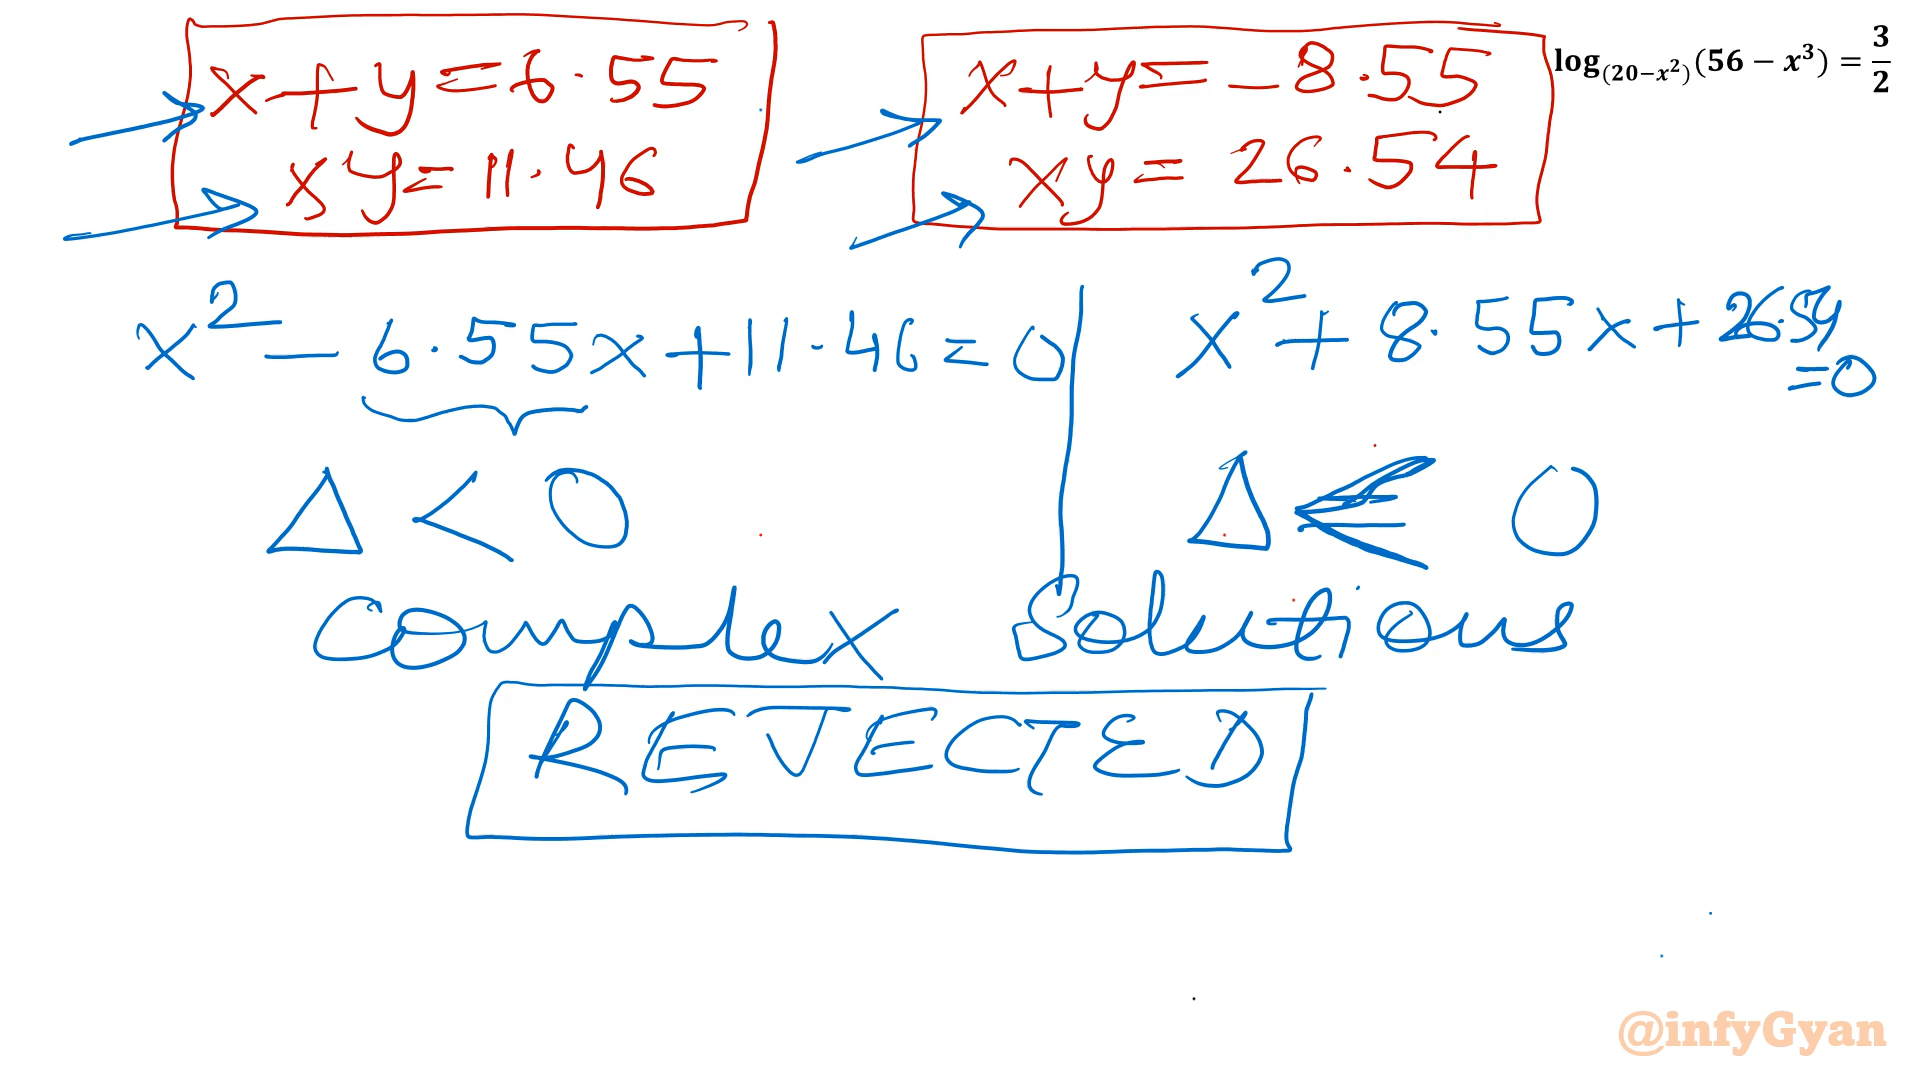 x+y=6.55
xy=11.46
x+y=-8.55
xy=26.54
log₍₂₀₋ₓ²₎(56 − x³) = 3/2
x²-6.55x+11.46=0
x²+8.55x+26.54
=0
Δ<0
Δ < 0
Complex Solutions
REJECTED
@infyGyan